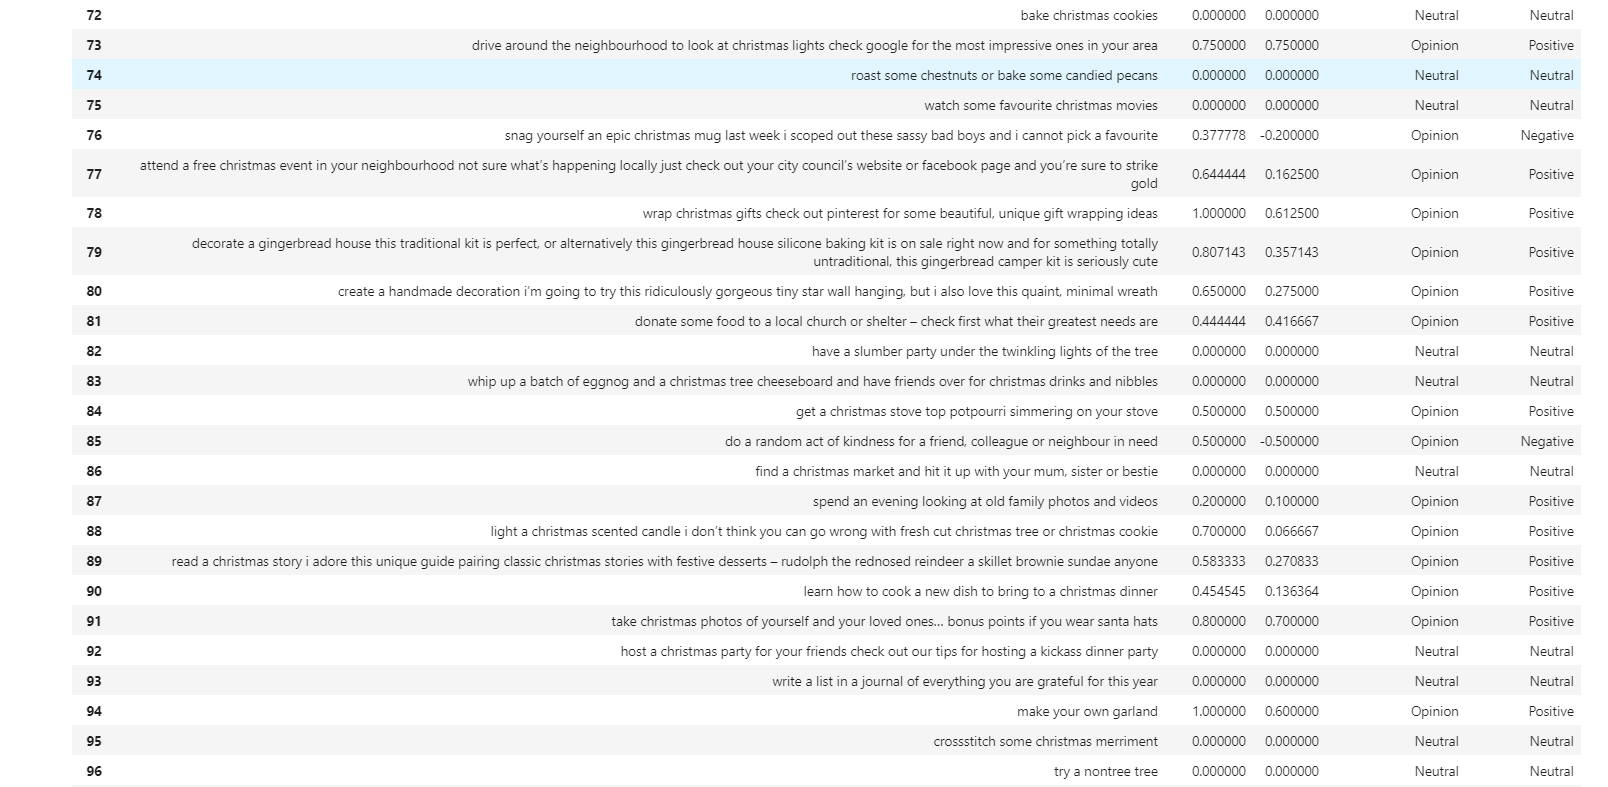 72 bake christmas cookies 0.000000 0.000000 Neutral Neutral
73 drive around the neighbourhood to look at christmas lights check google for the most impressive ones in your area 0.750000 0.750000 Opinion Positive
74 roast some chestnuts or bake some candied pecans 0.000000 0.000000 Neutral Neutral
75 watch some favourite christmas movies 0.000000 0.000000 Neutral Neutral
76 snag yourself an epic christmas mug last week i scoped out these sassy bad boys and i cannot pick a favourite 0.377778 -0.200000 Opinion Negative
attend a free christmas event in your neighbourhood not sure what's happening locally just check out your city council's website or facebook page and you're sure to strike
77 gold 0.644444 0.162500 Opinion Positive
78 wrap christmas gifts check out pinterest for some beautiful, unique gift wrapping ideas 1.000000 0.612500 Opinion Positive
decorate a gingerbread house this traditional kit is perfect, or alternatively this gingerbread house silicone baking kit is on sale right now and for something totally
79 untraditional, this gingerbread camper kit is seriously cute 0.807143 0.357143 Opinion Positive
80 create a handmade decoration i'm going to try this ridiculously gorgeous tiny star wall hanging, but i also love this quaint, minimal wreath 0.650000 0.275000 Opinion Positive
81 donate some food to a local church or shelter – check first what their greatest needs are 0.444444 0.416667 Opinion Positive
82 have a slumber party under the twinkling lights of the tree 0.000000 0.000000 Neutral Neutral
83 whip up a batch of eggnog and a christmas tree cheeseboard and have friends over for christmas drinks and nibbles 0.000000 0.000000 Neutral Neutral
84 get a christmas stove top potpourri simmering on your stove 0.500000 0.500000 Opinion Positive
85 do a random act of kindness for a friend, colleague or neighbour in need 0.500000 -0.500000 Opinion Negative
86 find a christmas market and hit it up with your mum, sister or bestie 0.000000 0.000000 Neutral Neutral
87 spend an evening looking at old family photos and videos 0.200000 0.100000 Opinion Positive
88 light a christmas scented candle i don't think you can go wrong with fresh cut christmas tree or christmas cookie 0.700000 0.066667 Opinion Positive
89 read a christmas story i adore this unique guide pairing classic christmas stories with festive desserts – rudolph the rednosed reindeer a skillet brownie sundae anyone 0.583333 0.270833 Opinion Positive
90 learn how to cook a new dish to bring to a christmas dinner 0.454545 0.136364 Opinion Positive
91 take christmas photos of yourself and your loved ones... bonus points if you wear santa hats 0.800000 0.700000 Opinion Positive
92 host a christmas party for your friends check out our tips for hosting a kickass dinner party 0.000000 0.000000 Neutral Neutral
93 write a list in a journal of everything you are grateful for this year 0.000000 0.000000 Neutral Neutral
94 make your own garland 1.000000 0.600000 Opinion Positive
95 crossstitch some christmas merriment 0.000000 0.000000 Neutral Neutral
96 try a nontree tree 0.000000 0.000000 Neutral Neutral